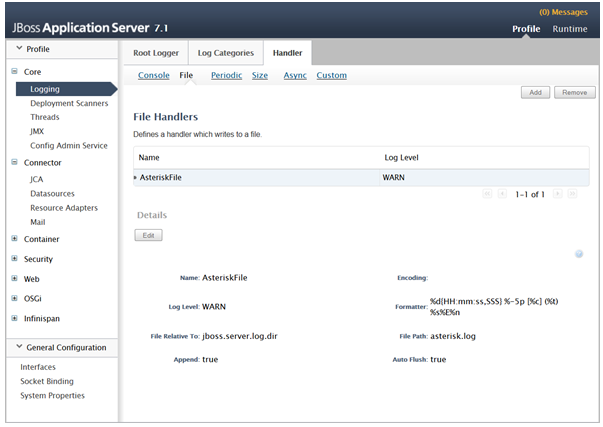 (0) Messages
JBoss Application Server 7.1
Profile Runtime
Profile
Core
Logging
Deployment Scanners
Threads
JMX
Config Admin Service
Connector
JCA
Datasources
Resource Adapters
Mail
Container
Security
Web
OSGi
Infinispan
General Configuration
Interfaces
Socket Binding
System Properties
Root Logger Log Categories Handler
Console File Periodic Size Async Custom
Add Remove
File Handlers
Defines a handler which writes to a file.
Name Log Level
AsteriskFile WARN
1-1 of 1
Details
Edit
Name: AsteriskFile Encoding:
Log Level: WARN Formatter: %d{HH:mm:ss,SSS} %-5p [%c] (%t)
%s%E%n
File Relative To: jboss.server.log.dir File Path: asterisk.log
Append: true Auto Flush: true